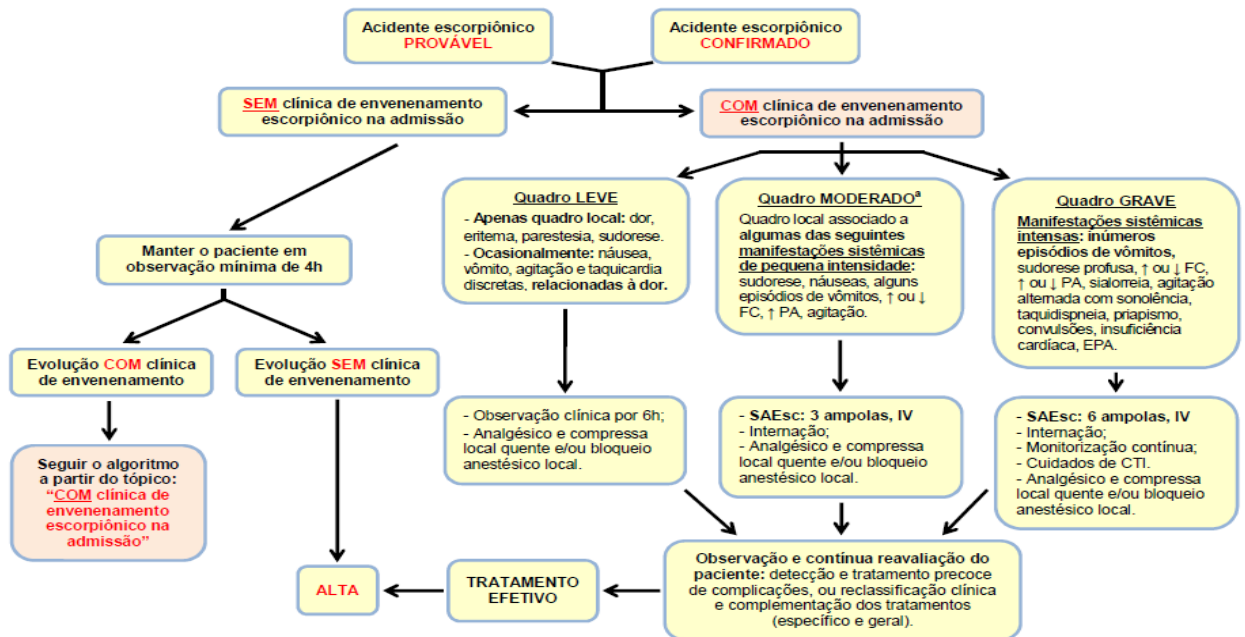 Acidente escorpiônico
PROVÁVEL
Acidente escorpiônico
CONFIRMADO
SEM clínica de envenenamento
escorpiônico na admissão
COM clínica de envenenamento
escorpiônico na admissão
Quadro LEVE
- Apenas quadro local: dor,
eritema, parestesia, sudorese.
- Ocasionalmente: náusea,
vômito, agitação e taquicardia
discretas, relacionadas à dor.
Quadro MODERADOª
Quadro local associado a
algumas das seguintes
manifestações sistêmicas
de pequena intensidade:
sudorese, náuseas, alguns
episódios de vômitos, ↑ ou ↓
FC, ↑ PA, agitação.
Quadro GRAVE
Manifestações sistêmicas
intensas: inúmeros
episódios de vômitos,
sudorese profusa, ↑ ou ↓ FC,
↑ ou ↓ PA, sialorreia, agitação
alternada com sonolência,
taquidispneia, priapismo,
convulsões, insuficiência
cardíaca, EPA.
Manter o paciente em
observação mínima de 4h
Evolução COM clínica
de envenenamento
Evolução SEM clínica
de envenenamento
- Observação clínica por 6h;
- Analgésico e compressa
local quente e/ou bloqueio
anestésico local.
- SAEsc: 3 ampolas, IV
- Internação;
- Analgésico e compressa
local quente e/ou bloqueio
anestésico local.
- SAEsc: 6 ampolas, IV
- Internação;
- Monitorização contínua;
- Cuidados de CTI.
- Analgésico e compressa
local quente e/ou bloqueio
anestésico local.
Seguir o algoritmo
a partir do tópico:
“COM clínica de
envenenamento
escorpiônico na
admissão”
ALTA
TRATAMENTO
EFETIVO
Observação e contínua reavaliação do
paciente: detecção e tratamento precoce
de complicações, ou reclassificação clínica
e complementação dos tratamentos
(específico e geral).